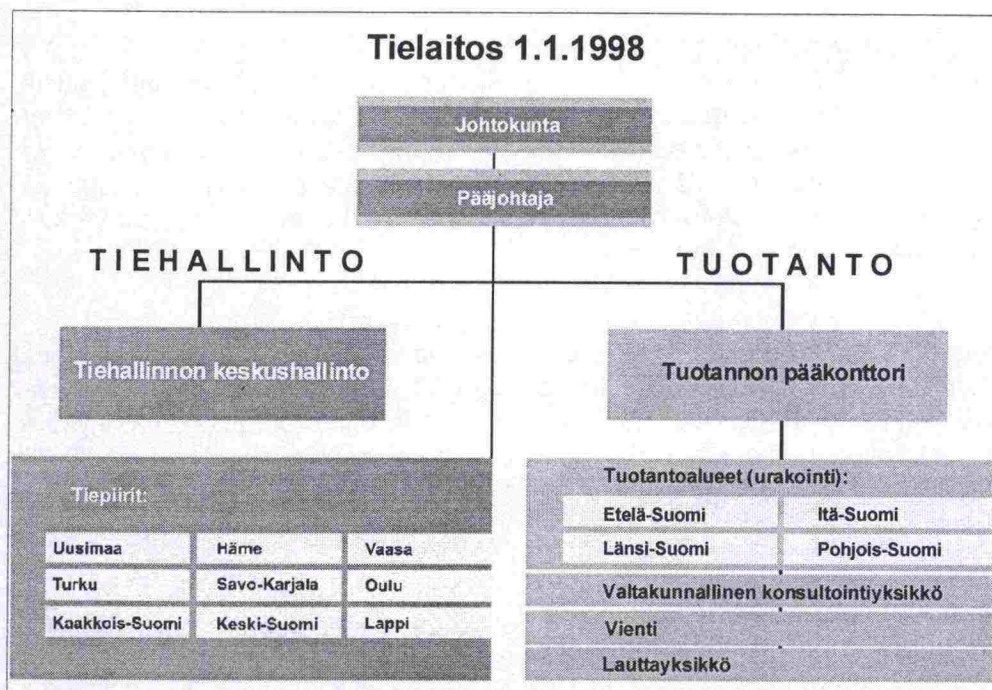 Tielaitos 1.1.1998
Johtokunta
Pääjohtaja
TIEHALLINTO
TUOTANTO
Tiehallinnon keskushallinto
Tuotannon pääkonttori
Tiepiirit:
Uusimaa Häme Vaasa
Turku Savo-Karjala Oulu
Kaakkois-Suomi Keski-Suomi Lappi
Tuotantoalueet (urakointi):
Etelä-Suomi Itä-Suomi
Länsi-Suomi Pohjois-Suomi
Valtakunnallinen konsultointiyksikkö
Vienti
Lauttayksikkö